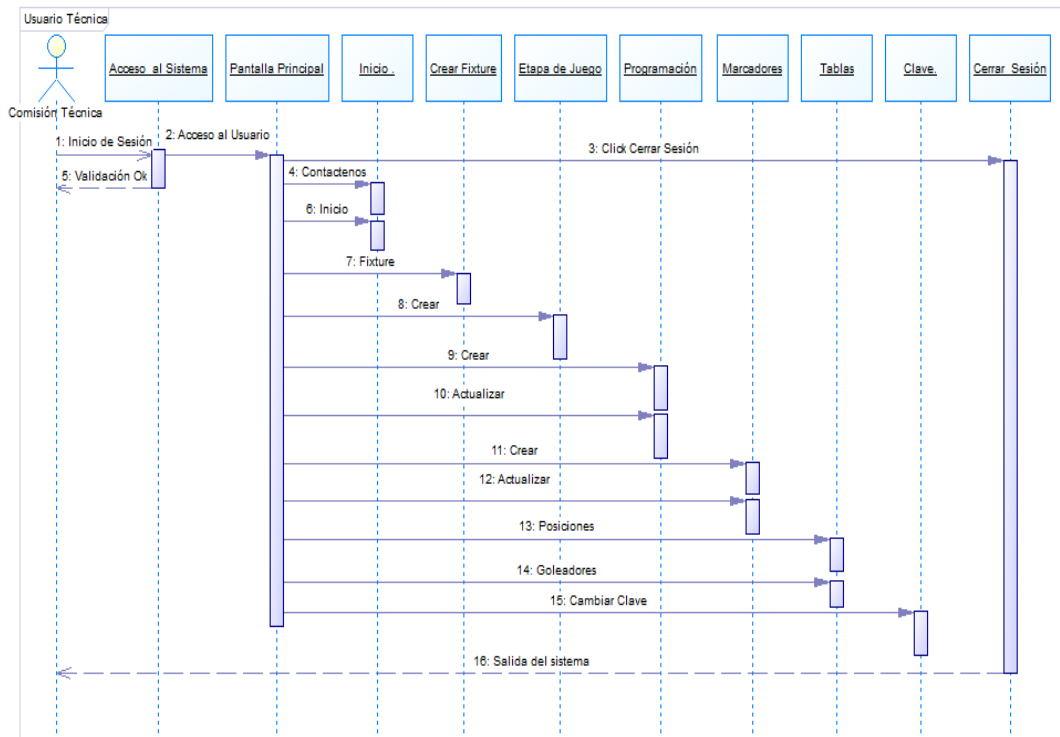 Usuario Técnica
Acceso al Sistema
Pantalla Principal
Inicio .
Crear Fixture
Etapa de Juego
Programación
Marcadores
Tablas
Clave.
Cerrar Sesión
Comisión Técnica
1: Inicio de Sesión
2: Acceso al Usuario
3: Click Cerrar Sesión
4: Contactenos
5: Validación Ok
6: Inicio
7: Fixture
8: Crear
9: Crear
10: Actualizar
11: Crear
12: Actualizar
13: Posiciones
14: Goleadores
15: Cambiar Clave
16: Salida del sistema